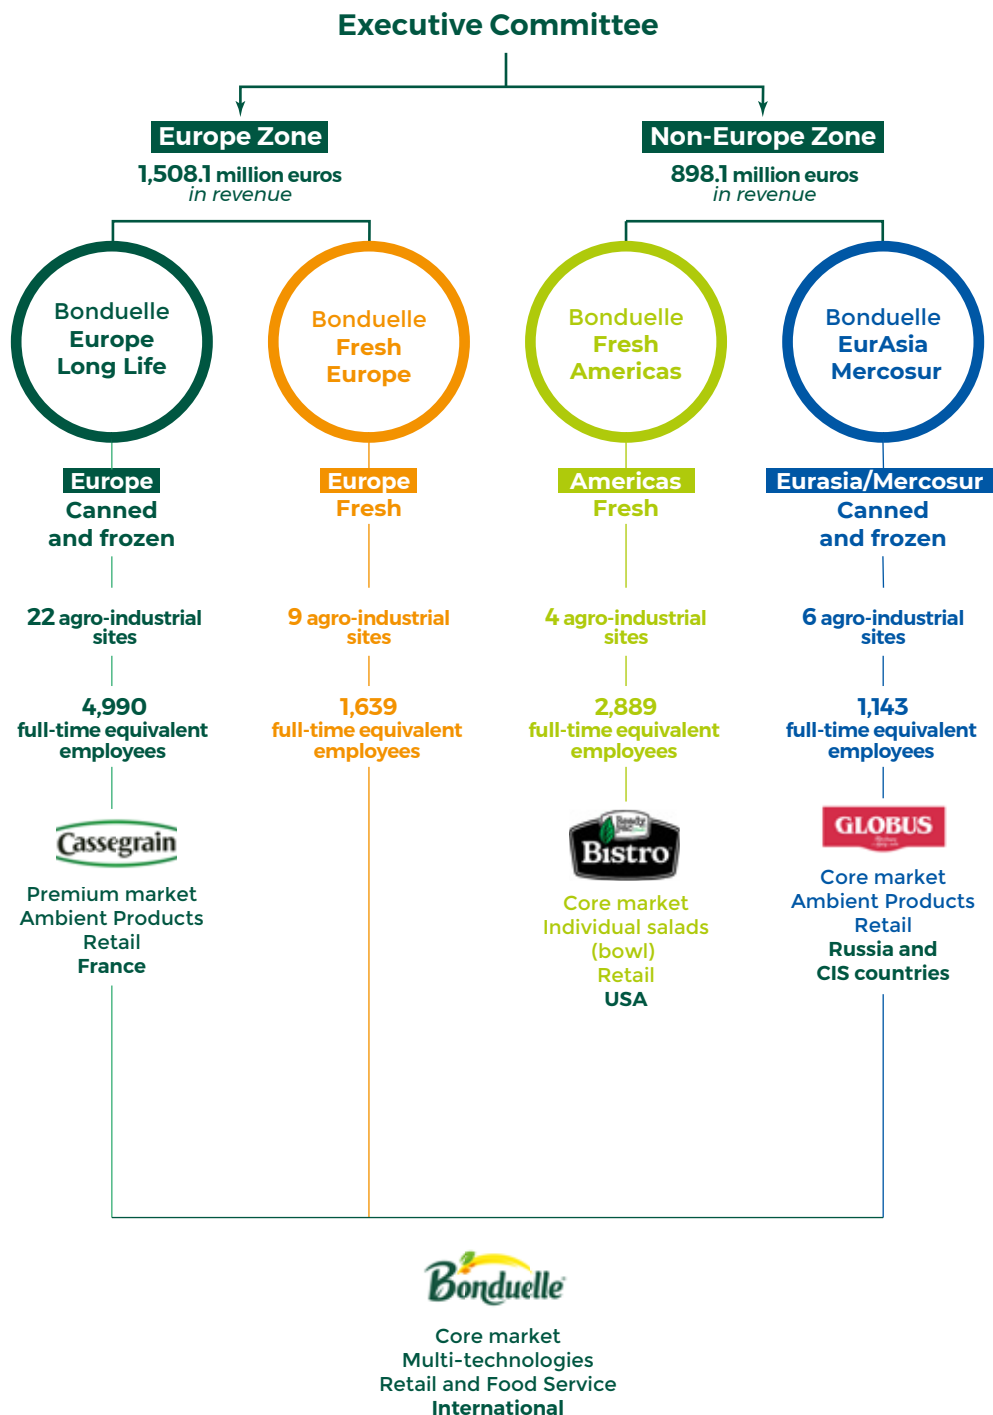 Executive Committee
Europe Zone
1,508.1 million euros
in revenue
Non-Europe Zone
898.1 million euros
in revenue
Bonduelle
Europe
Long Life
Bonduelle
Fresh
Europe
Bonduelle
Fresh
Americas
Bonduelle
EurAsia
Mercosur
Europe
Canned
and frozen
Europe
Fresh
Americas
Fresh
Eurasia/Mercosur
Canned
and frozen
22 agro-industrial
sites
9 agro-industrial
sites
4 agro-industrial
sites
6 agro-industrial
sites
4,990
full-time equivalent
employees
1,639
full-time equivalent
employees
2,889
full-time equivalent
employees
1,143
full-time equivalent
employees
Cassegrain
Premium market
Ambient Products
Retail
France
Ready
Pac
Bistro
Core market
Individual salads
(bowl)
Retail
USA
GLOBUS
Core market
Ambient Products
Retail
Russia and
CIS countries
Bonduelle
Core market
Multi-technologies
Retail and Food Service
International